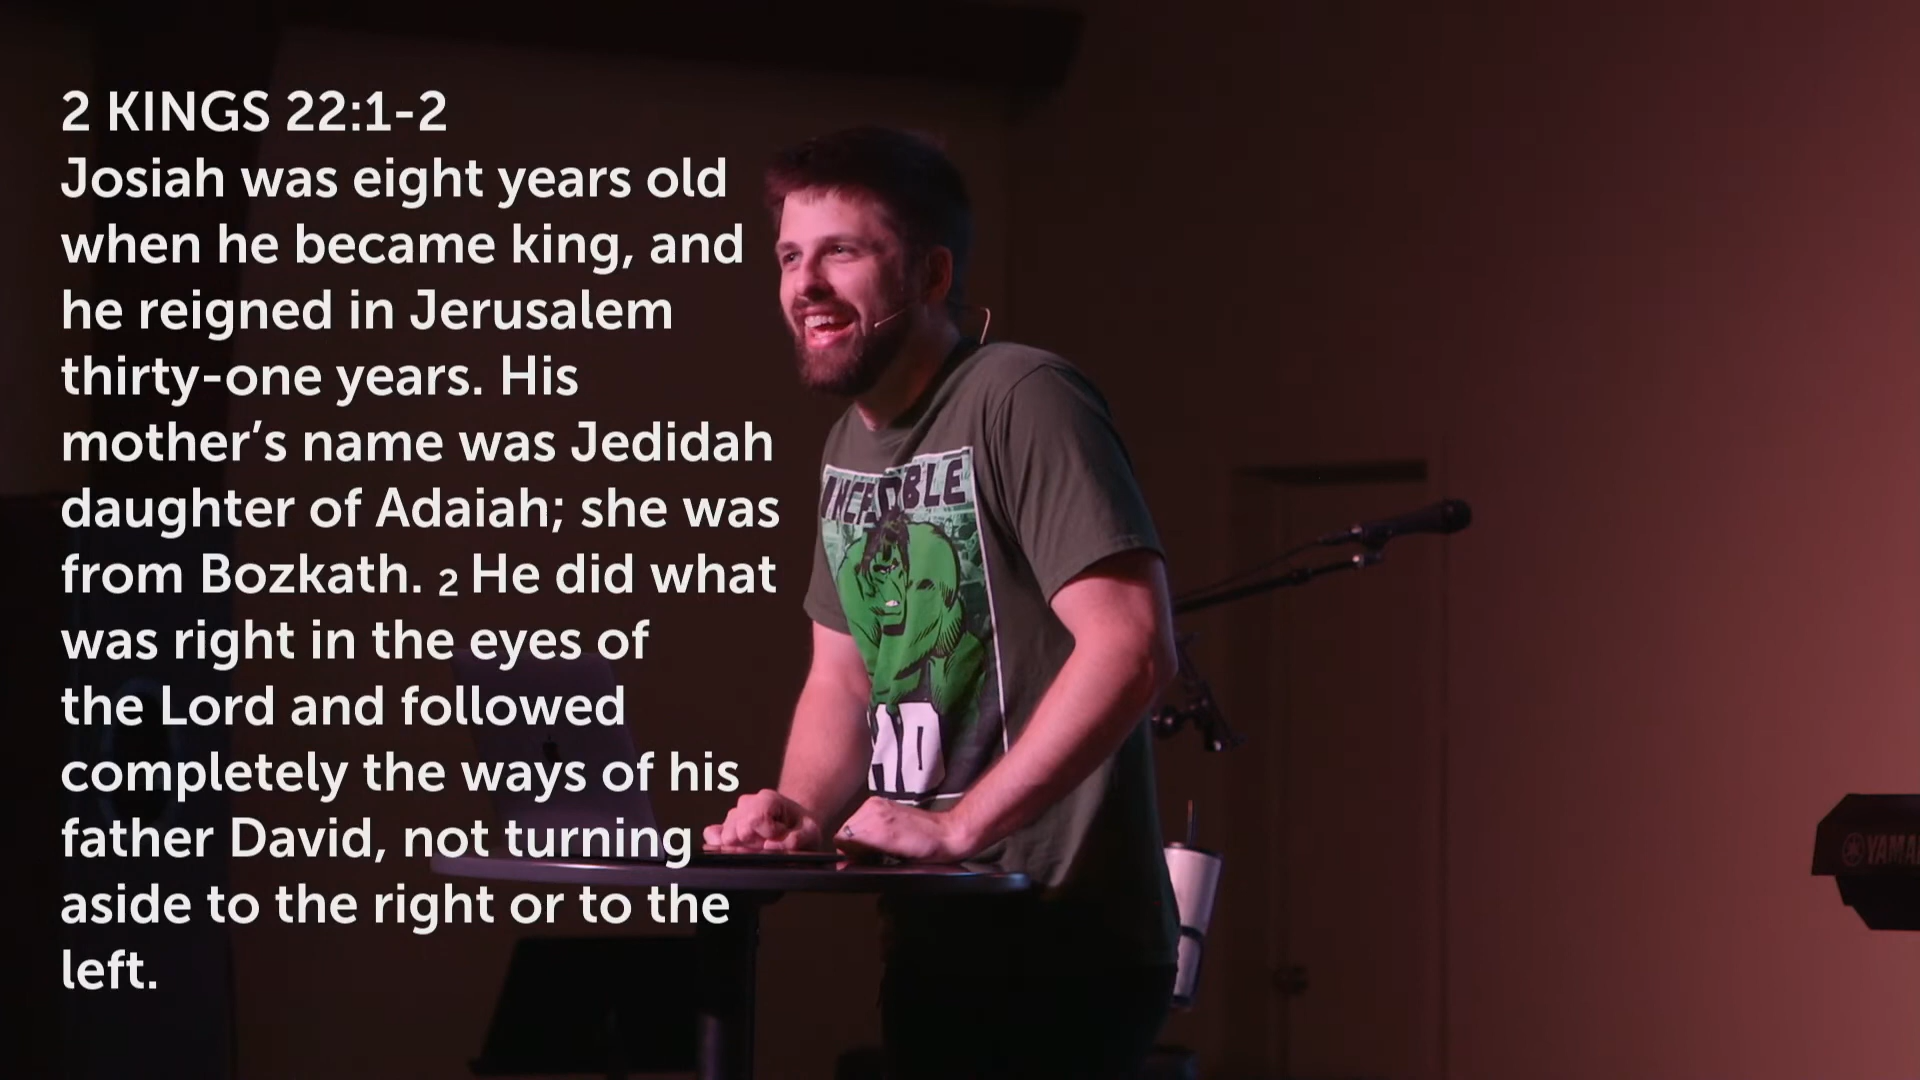 2 KINGS 22:1-2
Josiah was eight years old
when he became king, and
he reigned in Jerusalem
thirty-one years. His
mother’s name was Jedidah
daughter of Adaiah; she was
from Bozkath. 2 He did what
was right in the eyes of
the Lord and followed
completely the ways of his
father David, not turning
aside to the right or to the
left.